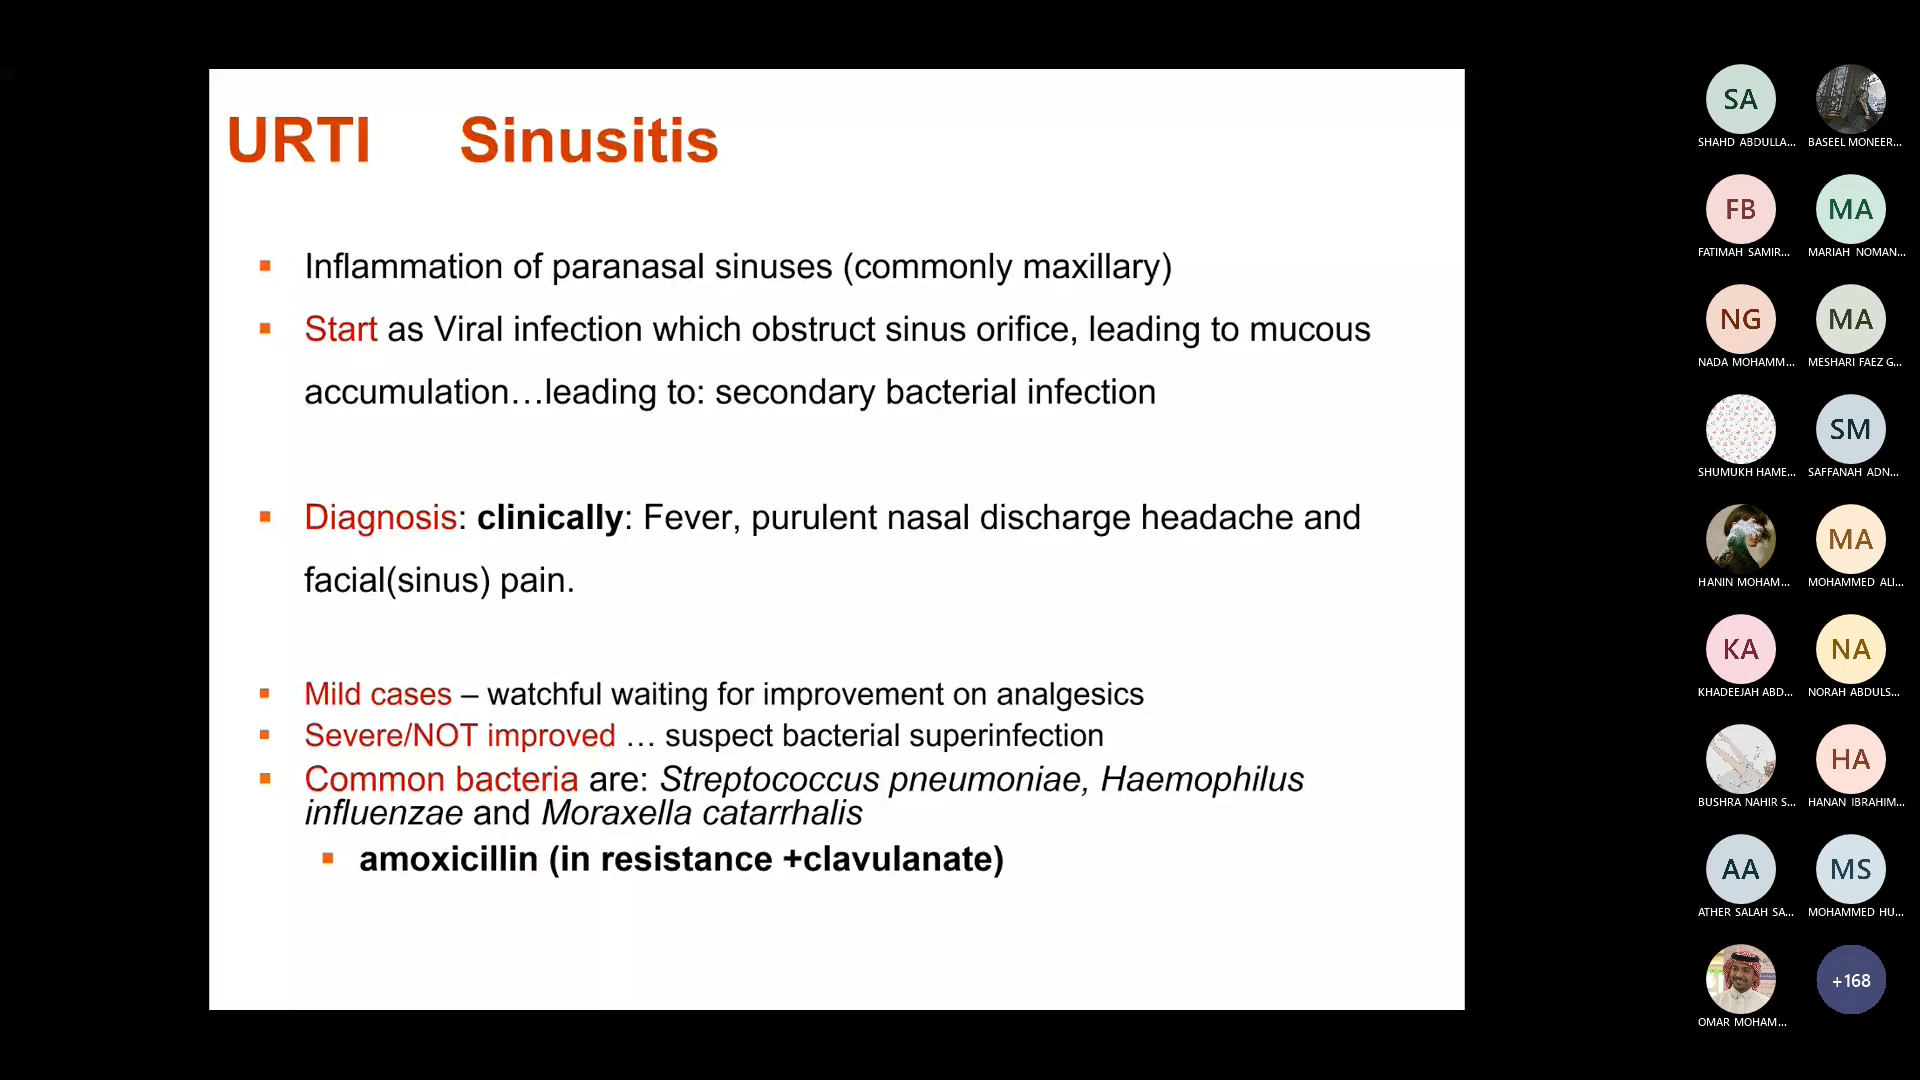 URTI Sinusitis
Inflammation of paranasal sinuses (commonly maxillary)
Start as Viral infection which obstruct sinus orifice, leading to mucous
accumulation…leading to: secondary bacterial infection
Diagnosis: clinically: Fever, purulent nasal discharge headache and
facial(sinus) pain.
Mild cases – watchful waiting for improvement on analgesics
Severe/NOT improved … suspect bacterial superinfection
Common bacteria are: Streptococcus pneumoniae, Haemophilus
influenzae and Moraxella catarrhalis
amoxicillin (in resistance +clavulanate)
SA
SHAHD ABDULLA... BASEEL MONEER...
FB MA
FATIMAH SAMIR... MARIAH NOMAN...
NG MA
NADA MOHAMM... MESHARI FAEZ G...
SM
SHUMUKH HAME... SAFFANAH ADN...
MA
HANIN MOHAM... MOHAMMED ALI...
KA NA
KHADEEJAH ABD... NORAH ABDULS...
HA
BUSHRA NAHIR S... HANAN IBRAHIM...
AA MS
ATHER SALAH SA... MOHAMMED HU...
+168
OMAR MOHAM...